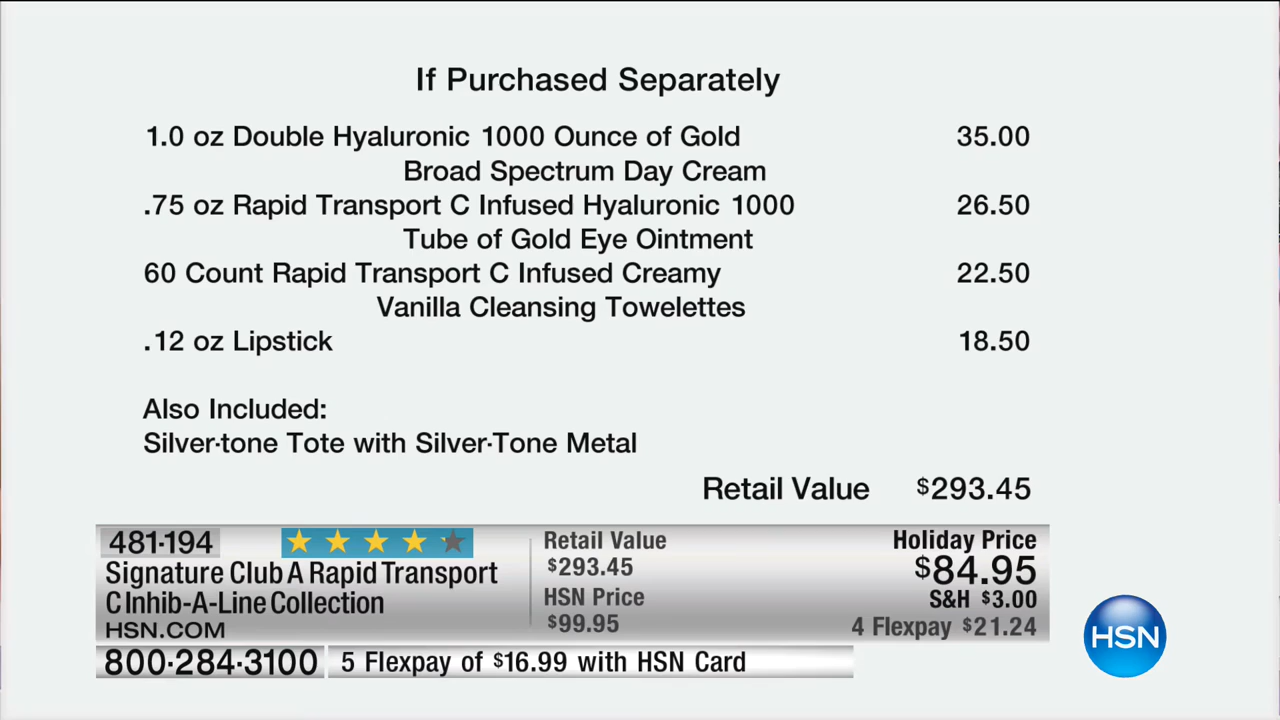 If Purchased Separately
1.0 oz Double Hyaluronic 1000 Ounce of Gold 35.00
Broad Spectrum Day Cream
.75 oz Rapid Transport C Infused Hyaluronic 1000 26.50
Tube of Gold Eye Ointment
60 Count Rapid Transport C Infused Creamy 22.50
Vanilla Cleansing Towelettes
.12 oz Lipstick 18.50
Also Included:
Silver-tone Tote with Silver-Tone Metal
Retail Value $293.45
481-194
Signature Club A Rapid Transport
C Inhib-A-Line Collection
HSN.COM
Retail Value
$293.45
HSN Price
$99.95
Holiday Price
$84.95
S&H $3.00
4 Flexpay $21.24
HSN
800-284-3100 5 Flexpay of $16.99 with HSN Card